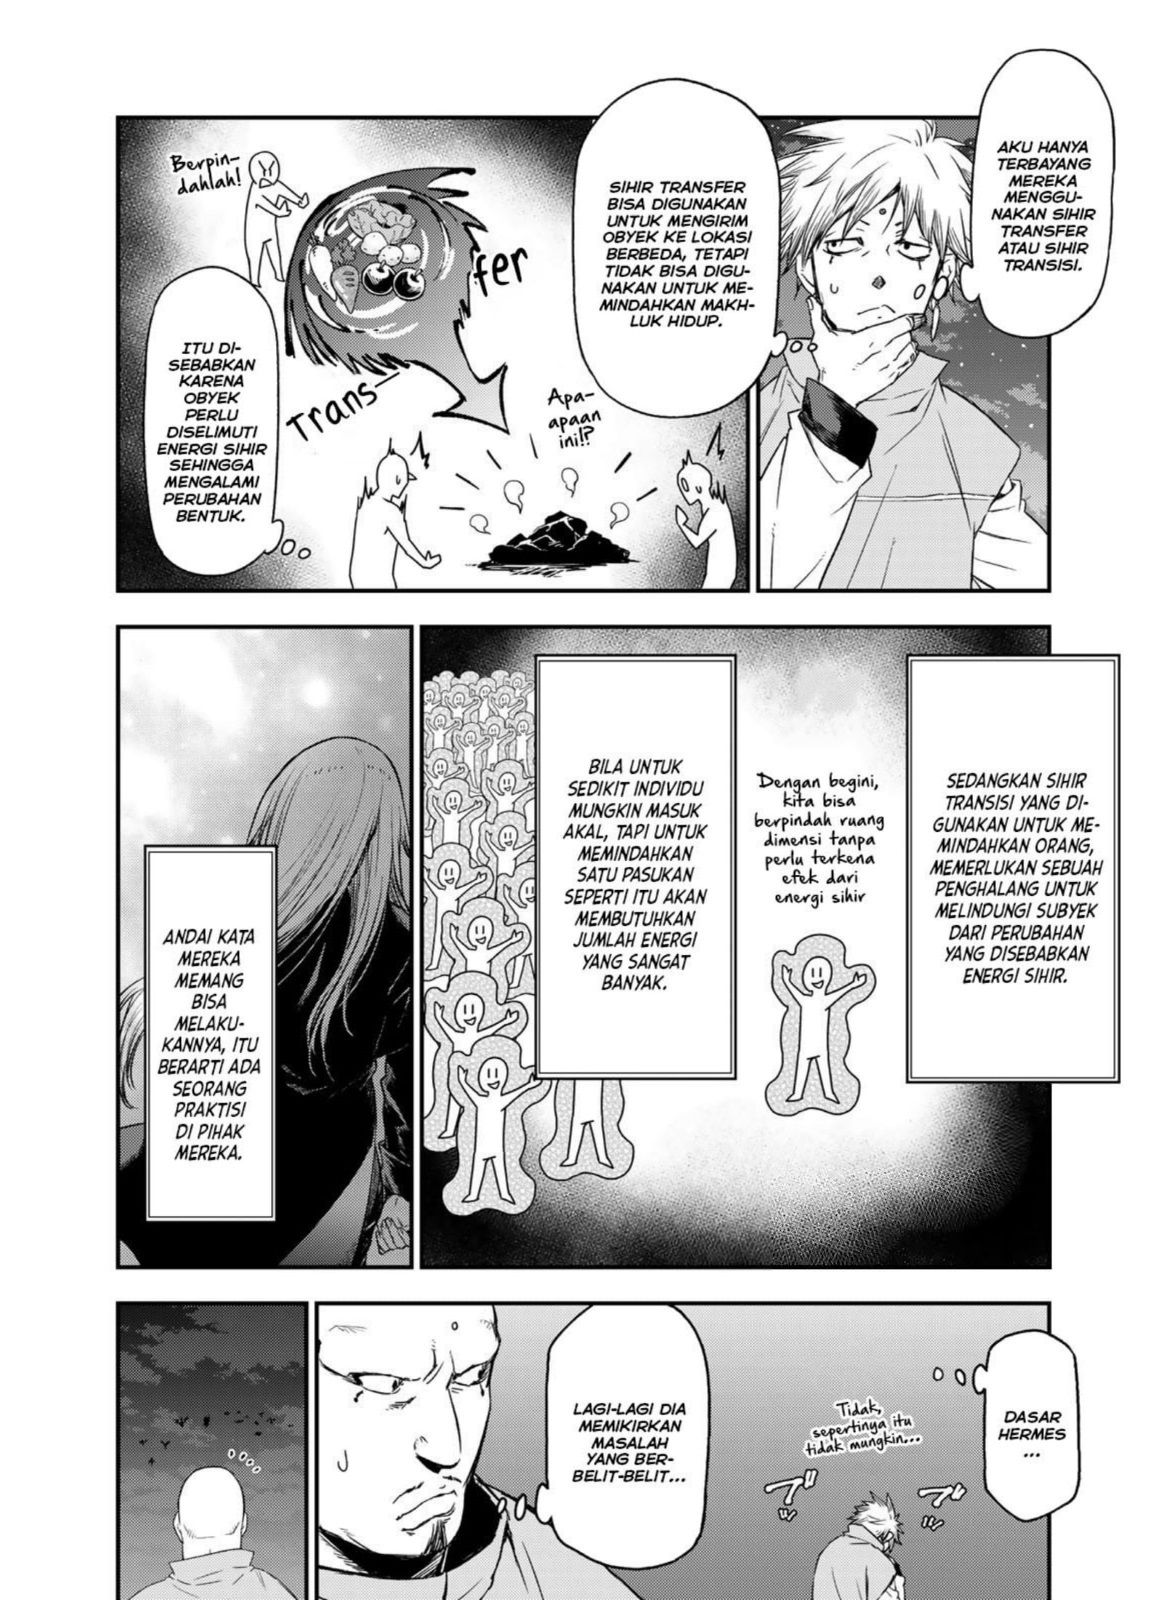 AKU HANYA
TERBAYANG
MEREKA
MENGGU-
NAKAN SIHIR
TRANSFER
ATAU SIHIR
TRANSISI.
SIHIR TRANSFER
BISA DIGUNAKAN
UNTUK MENGIRIM
OBYEK KE LOKASI
BERBEDA, TETAPI
TIDAK BISA DIGU-
NAKAN UNTUK ME-
MINDAHKAN MAKH-
LUK HIDUP.
Berpin-
dahlah!
Trans—
fer
Apa-
apaan
ini!?
ITU DI-
SEBABKAN
KARENA
OBYEK
PERLU
DISELIMUTI
ENERGI SIHIR
SEHINGGA
MENGALAMI
PERUBAHAN
BENTUK.
SEDANGKAN SIHIR
TRANSISI YANG DI-
GUNAKAN UNTUK ME-
MINDAHKAN ORANG,
MEMERLUKAN SEBUAH
PENGHALANG UNTUK
MELINDUNGI SUBYEK
DARI PERUBAHAN
YANG DISEBABKAN
ENERGI SIHIR.
Dengan begini,
kita bisa
berpindah ruang
dimensi tanpa
perlu terkena
efek dari
energi sihir
BILA UNTUK
SEDIKIT INDIVIDU
MUNGKIN MASUK
AKAL, TAPI UNTUK
MEMINDAHKAN
SATU PASUKAN
SEPERTI ITU AKAN
MEMBUTUHKAN
JUMLAH ENERGI
YANG SANGAT
BANYAK.
ANDAI KATA
MEREKA
MEMANG
BISA
MELAKU-
KANNYA, ITU
BERARTI ADA
SEORANG
PRAKTISI
DI PIHAK
MEREKA.
DASAR
HERMES
...
Tidak,
sepertinya itu
tidak mungkin...
ブツ
ブツ
LAGI-LAGI DIA
MEMIKIRKAN
MASALAH
YANG BER-
BELIT-BELIT...